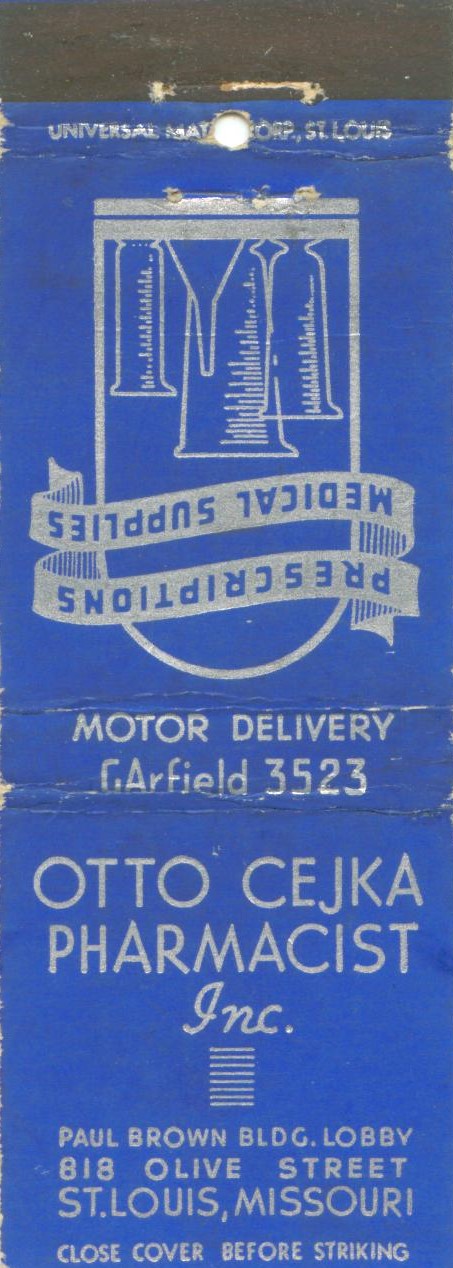 UNIVERSAL MAT CORP., ST. LOUIS
MEDICAL SUPPLIES
PRESCRIPTIONS
MOTOR DELIVERY
GArfield 3523
OTTO CEJKA
PHARMACIST
Inc.
PAUL BROWN BLDG. LOBBY
818 OLIVE STREET
ST. LOUIS, MISSOURI
CLOSE COVER BEFORE STRIKING